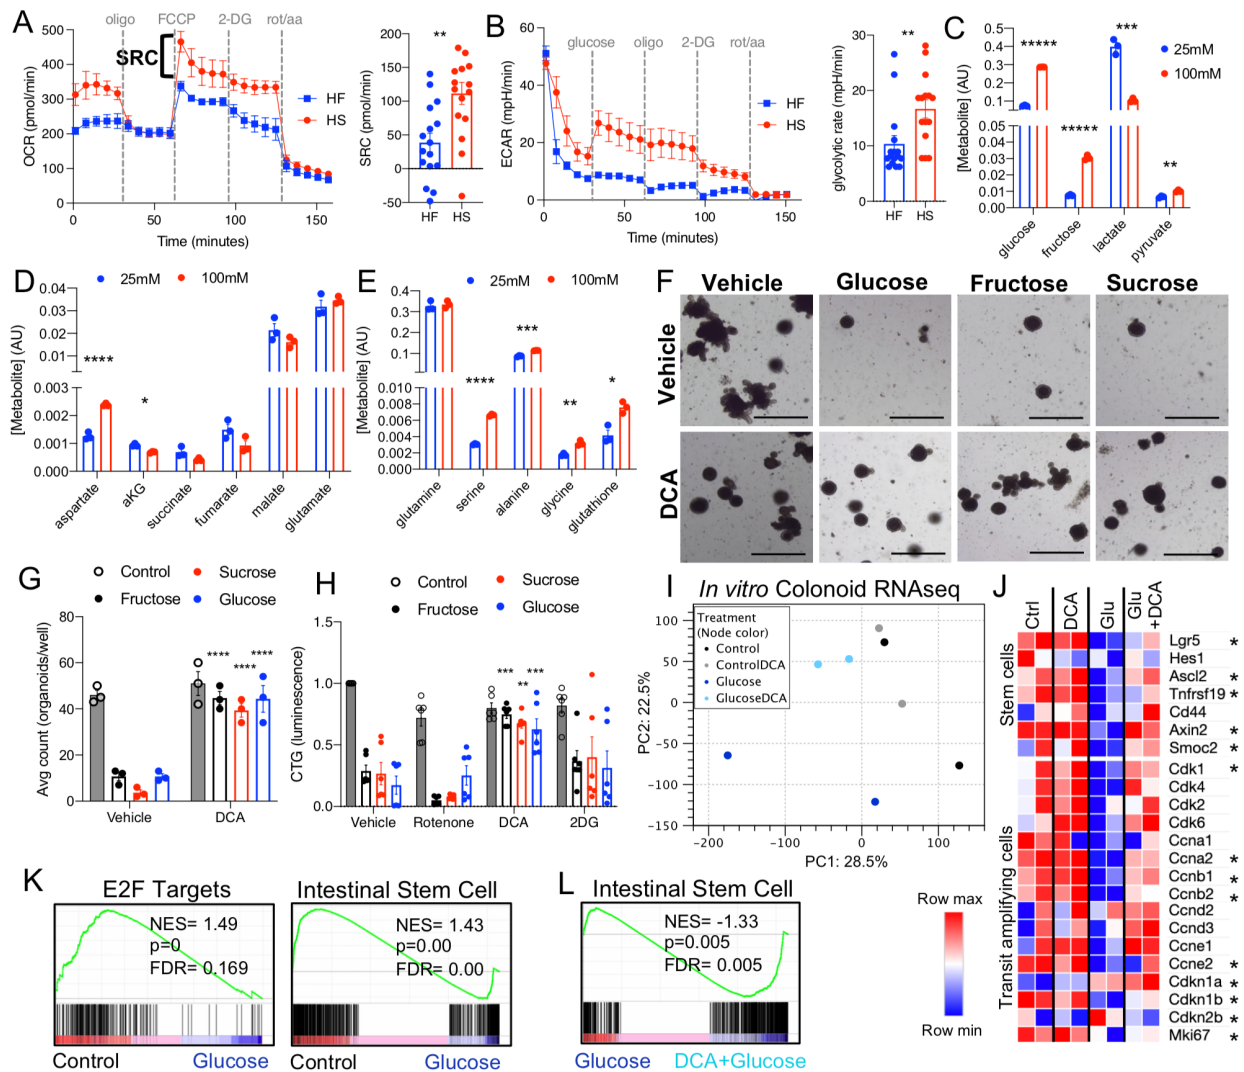 A
oligo
FCCP
2-DG
rot/aa
SRC
OCR (pmol/min)
500
400
300
200
100
0
0
50
100
150
Time (minutes)
HF
HS
**
SRC (pmol/min)
200
150
100
50
0
-50
HF
HS
B
glucose
oligo
2-DG
rot/aa
ECAR (mpH/min)
60
40
20
0
0
50
100
150
Time (minutes)
HF
HS
**
glycolytic rate (mpH/min)
30
20
10
0
HF
HS
C
25mM
100mM
[Metabolite] (AU)
0.5
0.4
0.3
0.2
0.1
0.05
0.04
0.03
0.02
0.01
0.00
*****
*****
***
**
glucose
fructose
lactate
pyruvate
D
25mM
100mM
[Metabolite] (AU)
0.04
0.03
0.02
0.01
0.003
0.002
0.001
0.000
****
*
aspartate
aKG
succinate
fumarate
malate
glutamate
E
25mM
100mM
[Metabolite] (AU)
0.4
0.3
0.2
0.1
0.010
0.008
0.006
0.004
0.002
0.000
****
***
**
*
glutamine
serine
alanine
glycine
glutathione
F
Vehicle
Glucose
Fructose
Sucrose
Vehicle
DCA
G
Control
Sucrose
Fructose
Glucose
Avg count (organoids/well)
80
60
40
20
0
****
****
****
Vehicle
DCA
H
Control
Sucrose
Fructose
Glucose
CTG (luminescence)
1.5
1.0
0.5
0.0
***
**
***
Vehicle
Rotenone
DCA
2DG
I
In vitro Colonoid RNAseq
Treatment
(Node color)
Control
ControlDCA
Glucose
GlucoseDCA
PC2: 22.5%
100
50
0
-50
-100
-150
-200
-100
0
100
PC1: 28.5%
J
Ctrl
DCA
Glu
Glu
+DCA
Stem cells
Transit amplifying cells
Lgr5 *
Hes1
Ascl2 *
Tnfrsf19 *
Cd44
Axin2 *
Smoc2 *
Cdk1 *
Cdk4
Cdk2
Cdk6
Ccna1
Ccna2 *
Ccnb1 *
Ccnb2 *
Ccnd2
Ccnd3
Ccne1
Ccne2 *
Cdkn1a *
Cdkn1b *
Cdkn2b *
Mki67 *
Row max
Row min
K
E2F Targets
NES= 1.49
p=0
FDR= 0.169
Control
Glucose
Intestinal Stem Cell
NES= 1.43
p=0.00
FDR= 0.00
Control
Glucose
L
Intestinal Stem Cell
NES= -1.33
p=0.005
FDR= 0.005
Glucose
DCA+Glucose